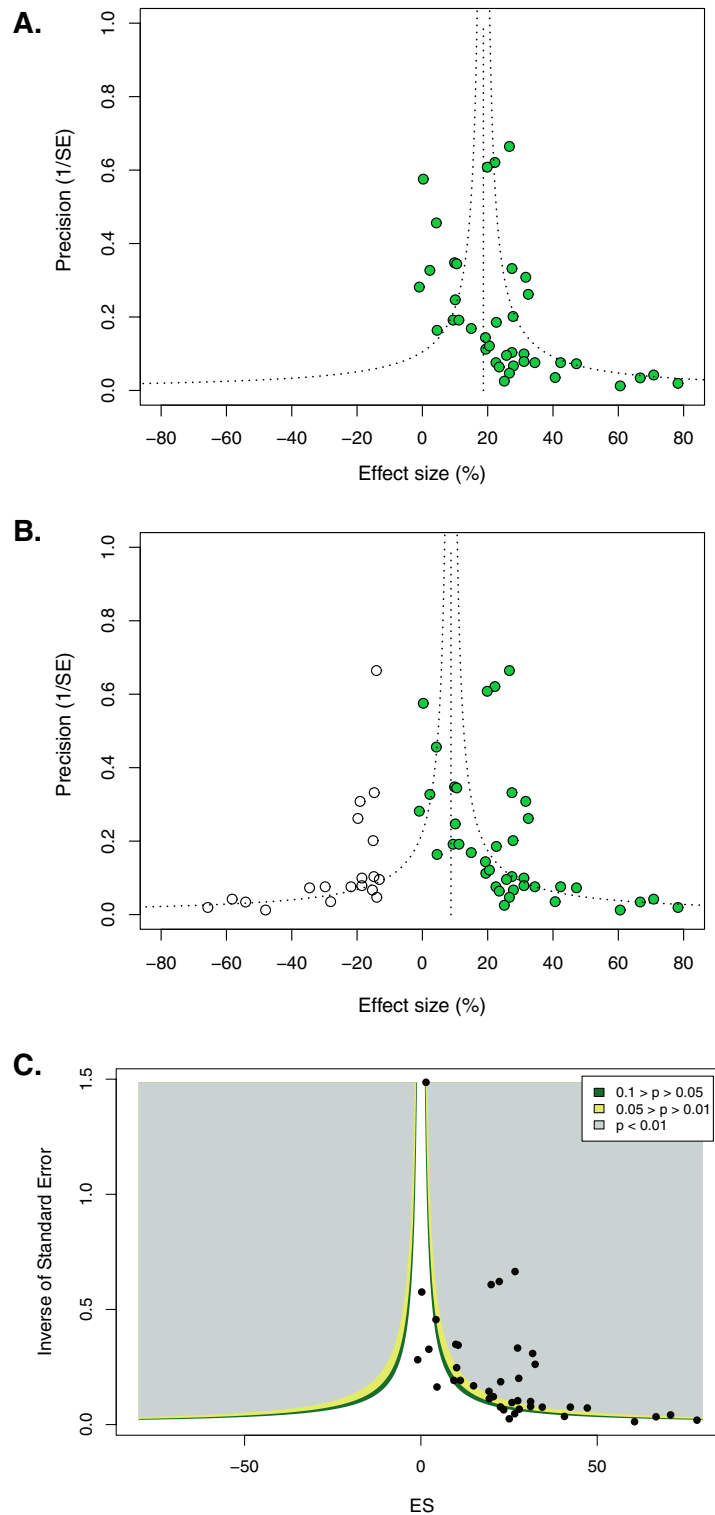 A.
1.0
0.8
0.6
0.4
0.2
0.0
Precision (1/SE)
−80 −60 −40 −20 0 20 40 60 80
Effect size (%)
B.
1.0
0.8
0.6
0.4
0.2
0.0
Precision (1/SE)
−80 −60 −40 −20 0 20 40 60 80
Effect size (%)
C.
1.5
1.0
0.5
0.0
Inverse of Standard Error
0.1 > p > 0.05
0.05 > p > 0.01
p < 0.01
−50 0 50
ES